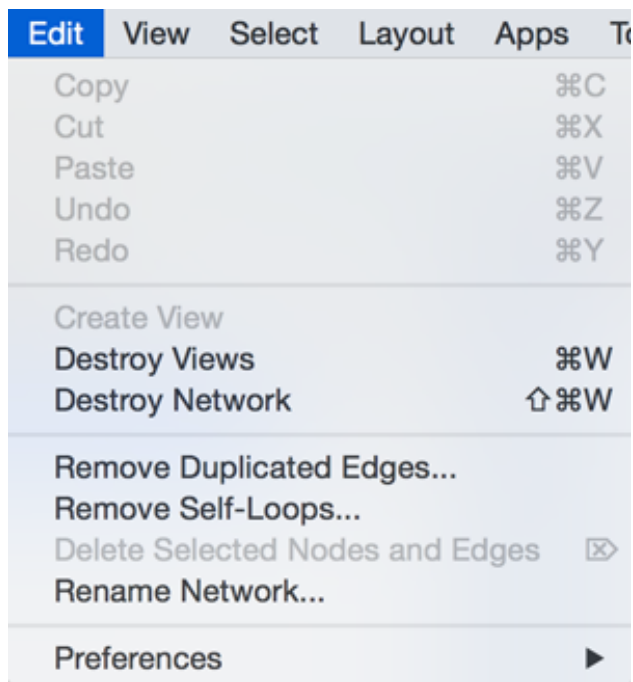 Edit View Select Layout Apps
Copy ⌘C
Cut ⌘X
Paste ⌘V
Undo ⌘Z
Redo ⌘Y
Create View
Destroy Views ⌘W
Destroy Network ⇧⌘W
Remove Duplicated Edges...
Remove Self-Loops...
Delete Selected Nodes and Edges ⌦
Rename Network...
Preferences ▶